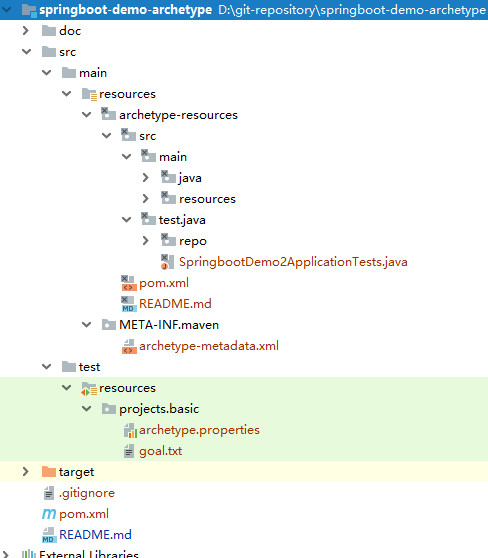 springboot-demo-archetype D:\git-repository\springboot-demo-archetype
doc
src
main
resources
archetype-resources
src
main
java
resources
test.java
repo
SpringbootDemo2ApplicationTests.java
pom.xml
README.md
META-INF.maven
archetype-metadata.xml
test
resources
projects.basic
archetype.properties
goal.txt
target
.gitignore
pom.xml
README.md
External Libraries